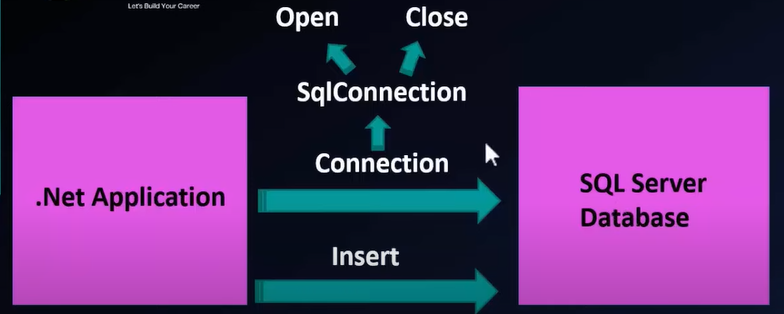 Let's Build Your Career
Open
Close
SqlConnection
Connection
.Net Application
SQL Server
Database
Insert